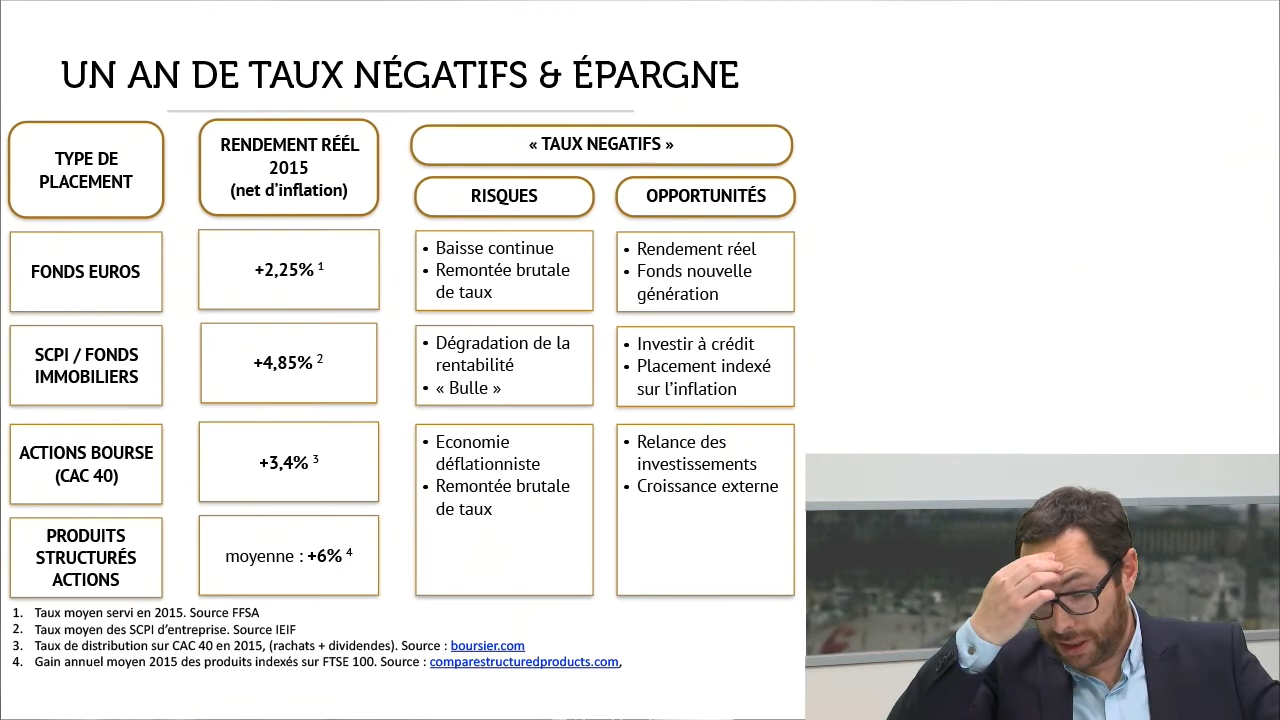 UN AN DE TAUX NÉGATIFS & ÉPARGNE
TYPE DE
PLACEMENT
RENDEMENT RÉÉL
2015
(net d’inflation)
« TAUX NEGATIFS »
RISQUES
OPPORTUNITÉS
FONDS EUROS
+2,25% 1
• Baisse continue
• Remontée brutale
de taux
• Rendement réel
• Fonds nouvelle
génération
SCPI / FONDS
IMMOBILIERS
+4,85% 2
• Dégradation de la
rentabilité
• « Bulle »
• Investir à crédit
• Placement indexé
sur l’inflation
ACTIONS BOURSE
(CAC 40)
+3,4% 3
• Economie
déflationniste
• Remontée brutale
de taux
• Relance des
investissements
• Croissance externe
PRODUITS
STRUCTURÉS
ACTIONS
moyenne : +6% 4
1. Taux moyen servi en 2015. Source FFSA
2. Taux moyen des SCPI d’entreprise. Source IEIF
3. Taux de distribution sur CAC 40 en 2015, (rachats + dividendes). Source : boursier.com
4. Gain annuel moyen 2015 des produits indexés sur FTSE 100. Source : comparestructuredproducts.com,